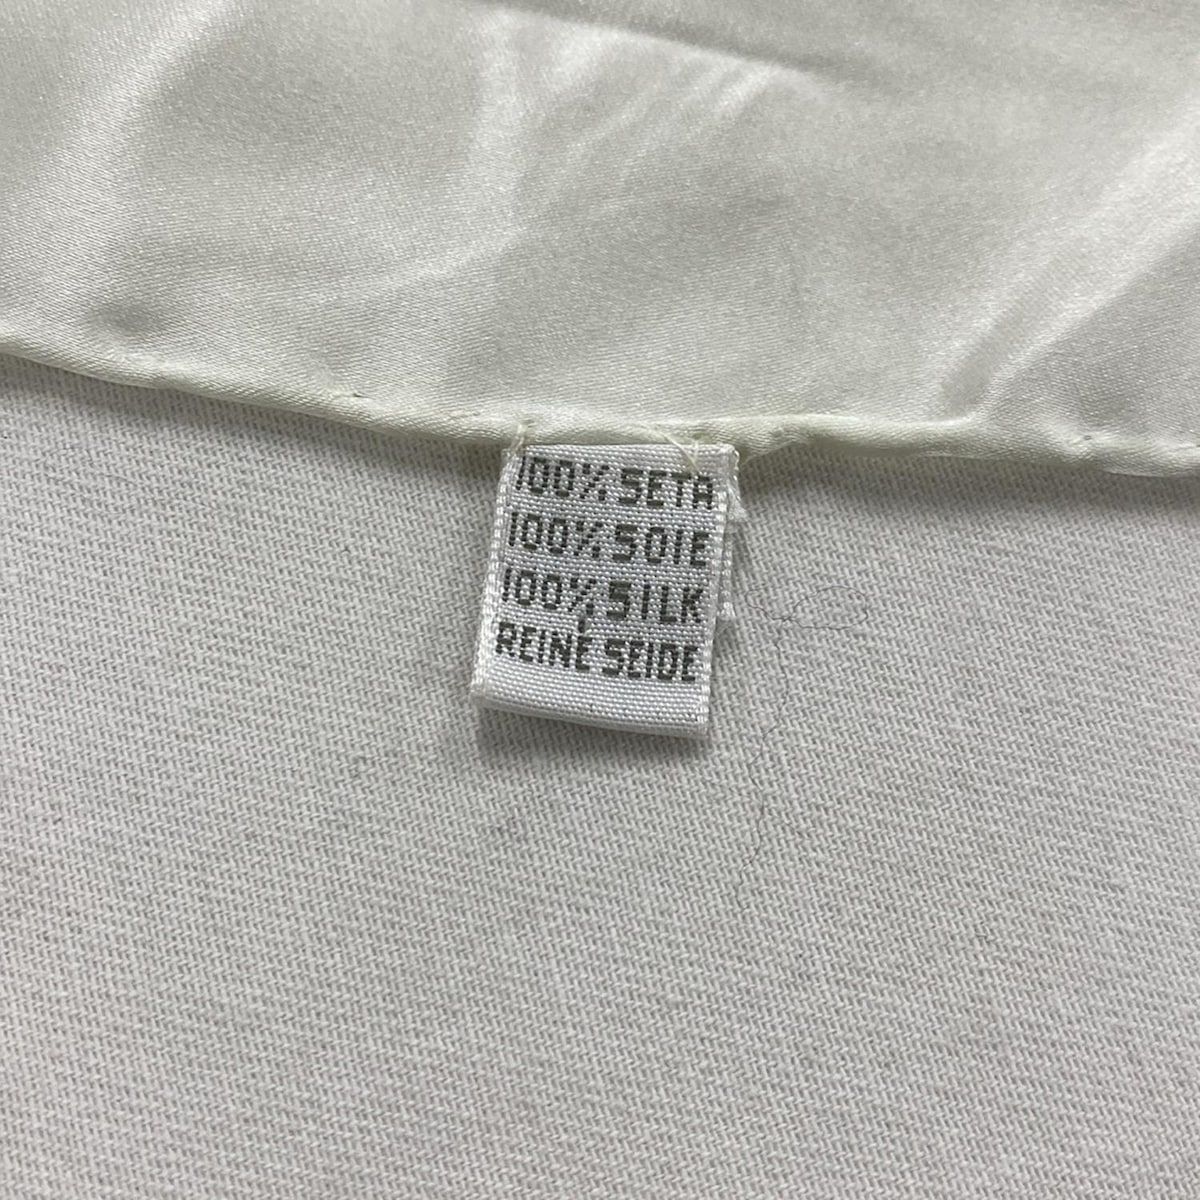 100% SETA
100% SOIE
100% SILK
REINE SEIDE